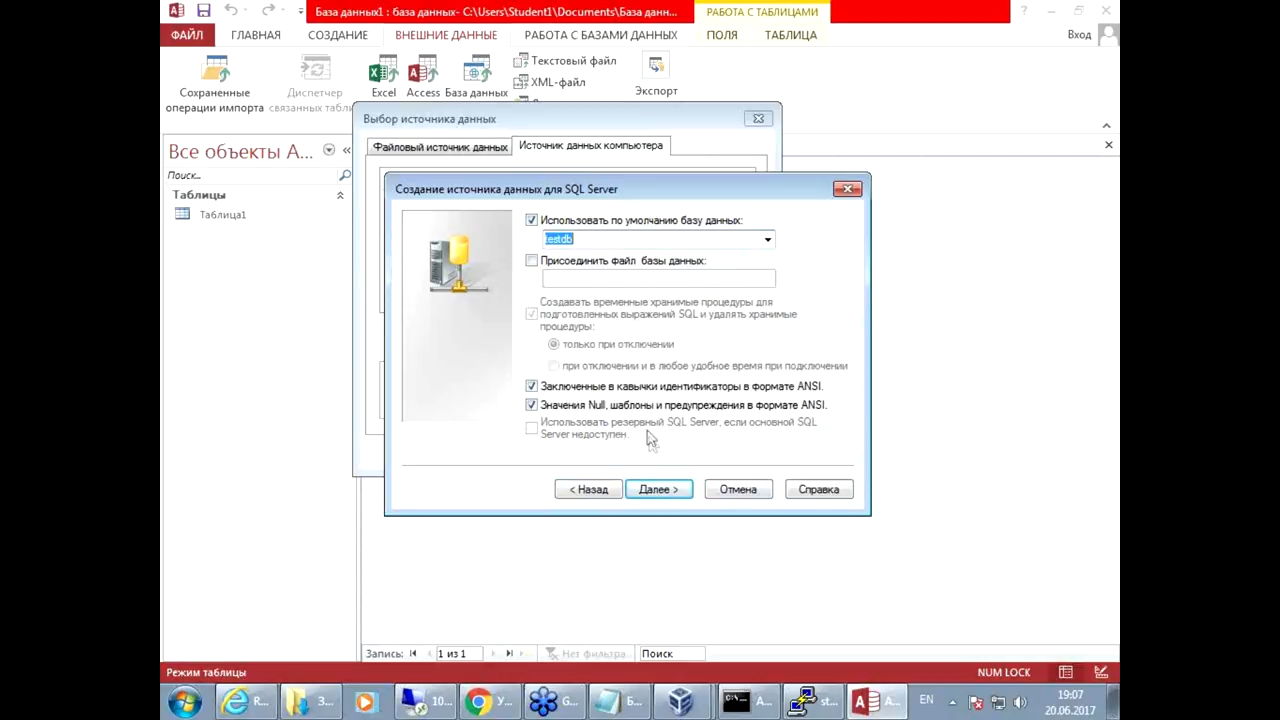 База данных1 : база данных- C:\Users\Student1\Documents\База данн...
РАБОТА С ТАБЛИЦАМИ
ФАЙЛ
ГЛАВНАЯ
СОЗДАНИЕ
ВНЕШНИЕ ДАННЫЕ
РАБОТА С БАЗАМИ ДАННЫХ
ПОЛЯ
ТАБЛИЦА
Вход
Сохраненные
операции импорта
Диспетчер
связанных табли
Excel
Access
База данных
Текстовый файл
XML-файл
Экспорт
Выбор источника данных
Файловый источник данных
Источник данных компьютера
Все объекты A...
Поиск...
Таблицы
Таблица1
Создание источника данных для SQL Server
Использовать по умолчанию базу данных:
testdb
Присоединить файл базы данных:
Создавать временные хранимые процедуры для
подготовленных выражений SQL и удалять хранимые
процедуры:
только при отключении
при отключении и в любое удобное время при подключении
Заключенные в кавычки идентификаторы в формате ANSI.
Значения Null, шаблоны и предупреждения в формате ANSI.
Использовать резервный SQL Server, если основной SQL
Server недоступен.
< Назад
Далее >
Отмена
Справка
Запись:
1 из 1
Нет фильтра
Поиск
Режим таблицы
NUM LOCK
R...
З...
10...
У...
G...
Б...
A...
st...
A...
EN
19:07
20.06.2017